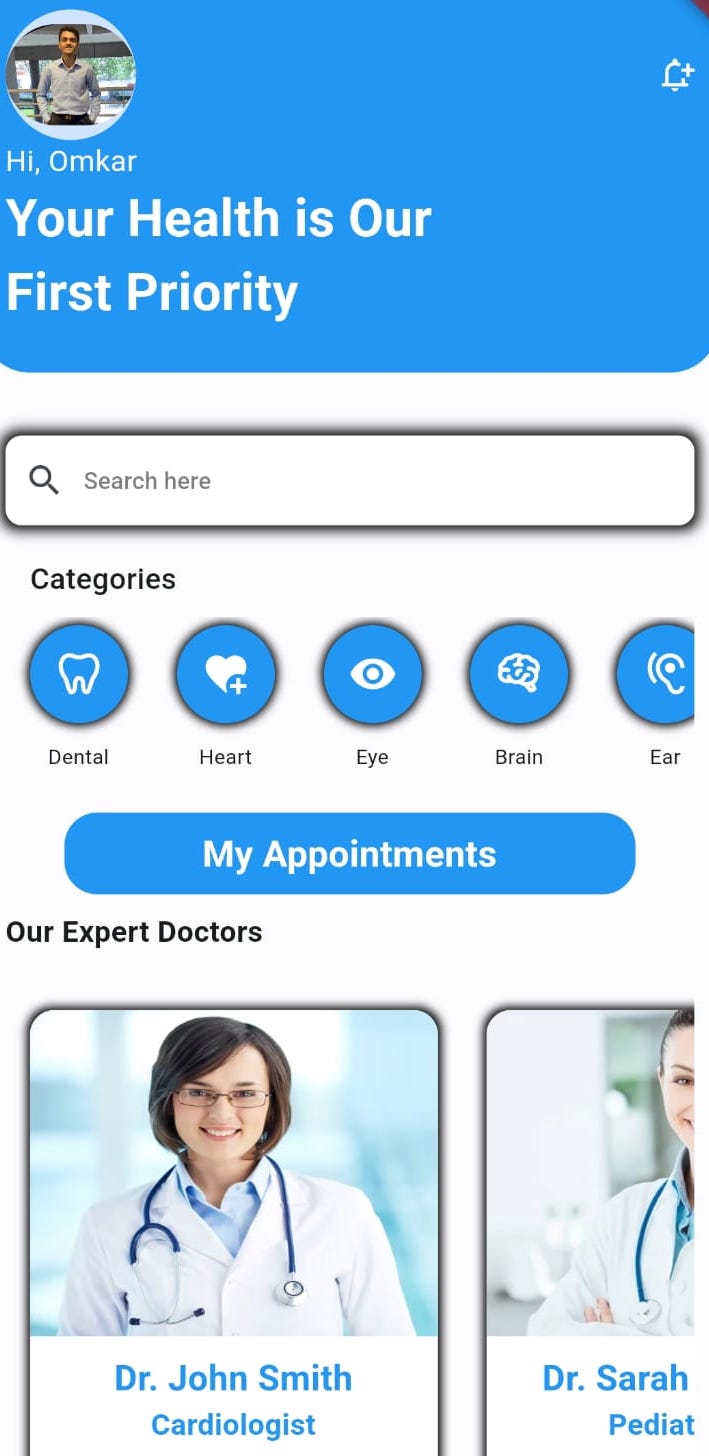 Hi, Omkar
Your Health is Our
First Priority
Search here
Categories
Dental
Heart
Eye
Brain
Ear
My Appointments
Our Expert Doctors
Dr. John Smith
Dr. Sarah
Cardiologist
Pediat